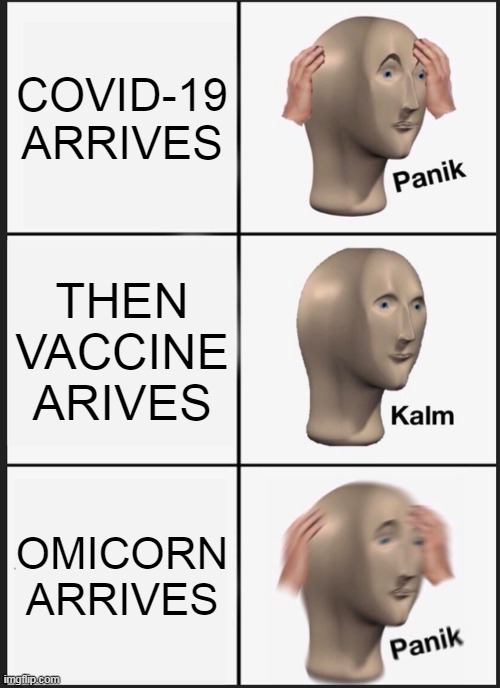 COVID-19
ARRIVES
Panik
THEN
VACCINE
ARIVES
Kalm
OMICORN
ARRIVES
Panik
imgflip.com